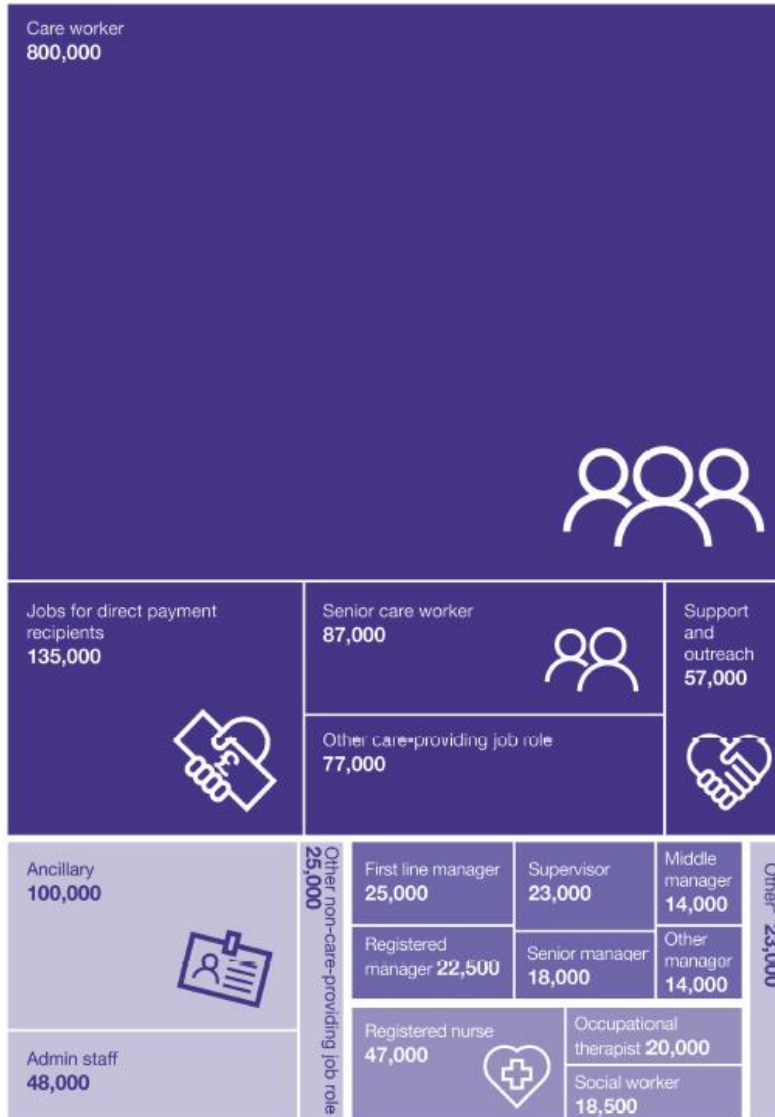 Care worker
800,000
Jobs for direct payment
recipients
135,000
Senior care worker
87,000
Support
and
outreach
57,000
£
Other care-providing job role
77,000
Ancillary
100,000
Other non-care-providing job role
25,000
First line manager
25,000
Supervisor
23,000
Middle
manager
14,000
Other 23,000
Registered
manager 22,500
Senior manager
18,000
Other
manager
14,000
Registered nurse
47,000
Occupational
therapist 20,000
Admin staff
48,000
Social worker
18,500